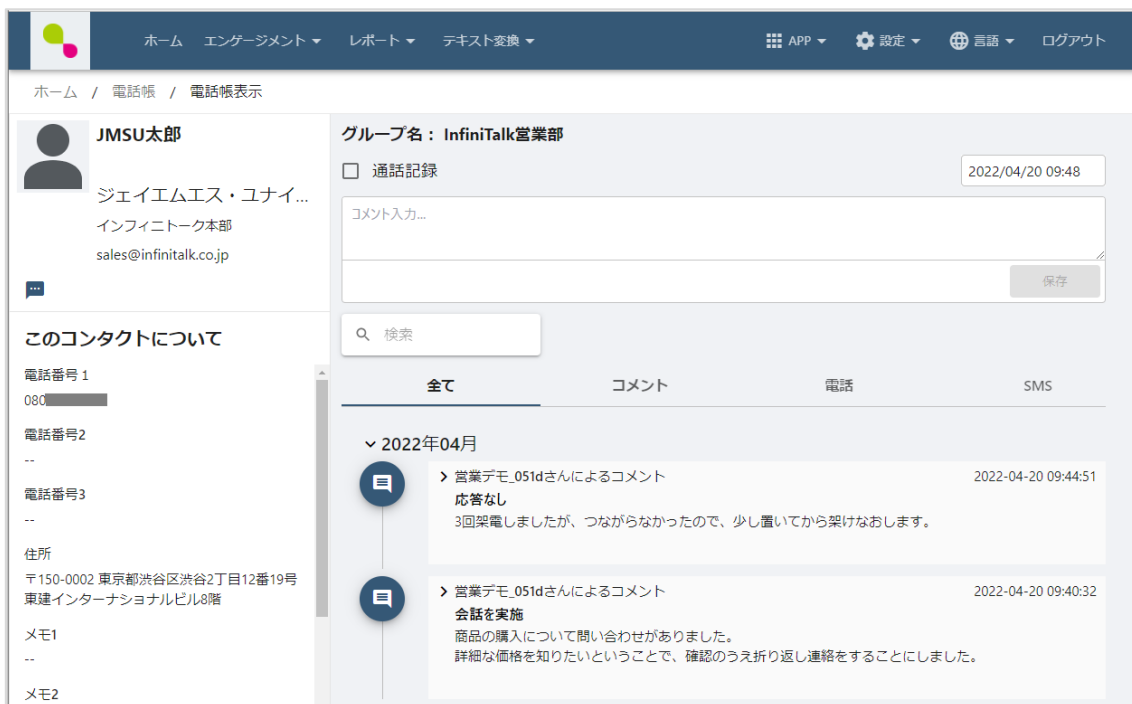 ホーム エンゲージメント レポート テキスト変換 APP 設定 言語 ログアウト
ホーム / 電話帳 / 電話帳表示
JMSU太郎
ジェイエムエス・ユナイ...
インフィニトーク本部
sales@infinitalk.co.jp
このコンタクトについて
電話番号 1
080
電話番号2
--
電話番号3
--
住所
〒150-0002 東京都渋谷区渋谷2丁目12番19号
東建インターナショナルビル8階
メモ1
--
メモ2
グループ名： InfiniTalk営業部
通話記録
2022/04/20 09:48
コメント入力...
保存
検索
全て コメント 電話 SMS
2022年04月
営業デモ_051dさんによるコメント 2022-04-20 09:44:51
応答なし
3回架電しましたが、つながらなかったので、少し置いてから架けなおします。
営業デモ_051dさんによるコメント 2022-04-20 09:40:32
会話を実施
商品の購入について問い合わせがありました。
詳細な価格を知りたいということで、確認のうえ折り返し連絡をすることにしました。